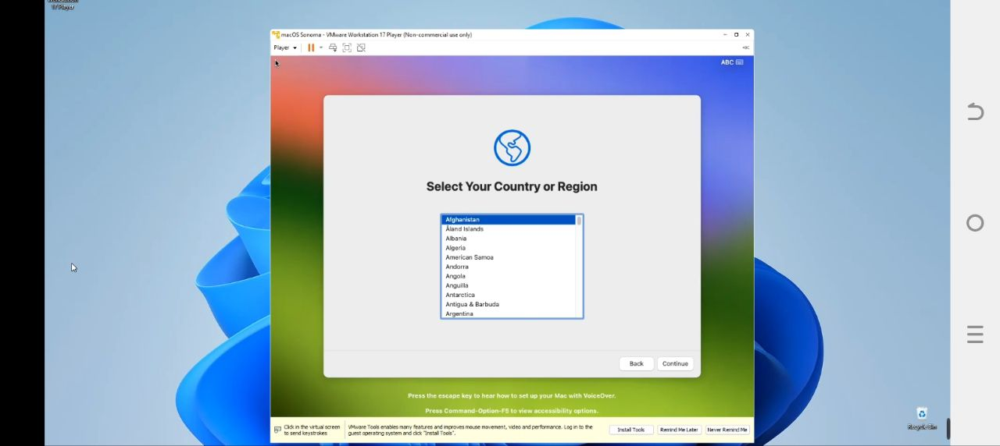 17 Player
macOS Sonoma - VMware Workstation 17 Player (Non-commercial use only)
Player
ABC
Select Your Country or Region
Afghanistan
Åland Islands
Albania
Algeria
American Samoa
Andorra
Angola
Anguilla
Antarctica
Antigua & Barbuda
Argentina
Back
Continue
Press the escape key to hear how to set up your Mac with VoiceOver.
Press Command-Option-F5 to view accessibility options.
Click in the virtual screen
to send keystrokes
VMware Tools enables many features and improves mouse movement, video and performance. Log in to the
guest operating system and click "Install Tools".
Install Tools
Remind Me Later
Never Remind Me
Recycle Bin